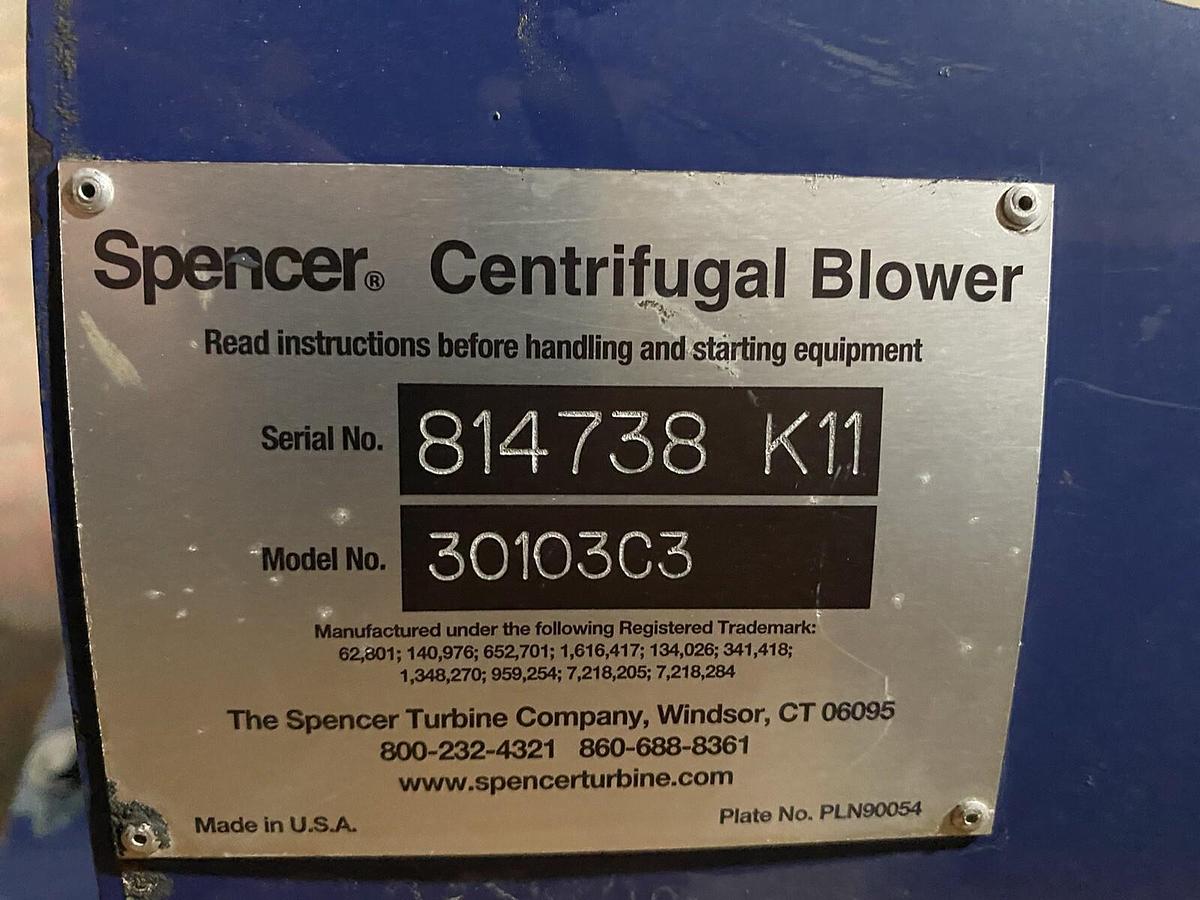 Spencer® Centrifugal Blower
Read instructions before handling and starting equipment
Serial No. 814738 K11
Model No. 30103C3
Manufactured under the following Registered Trademark:
62,801; 140,976; 652,701; 1,616,417; 134,026; 341,418;
1,348,270; 959,254; 7,218,205; 7,218,284
The Spencer Turbine Company, Windsor, CT 06095
800-232-4321 860-688-8361
www.spencerturbine.com
Made in U.S.A. Plate No. PLN90054